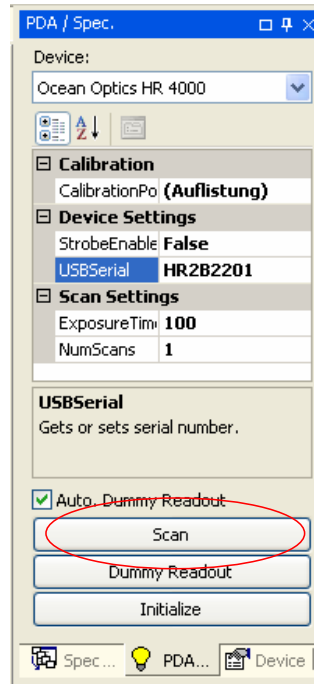 PDA / Spec.
Device:
Ocean Optics HR 4000
Calibration
CalibrationPo (Auflistung)
Device Settings
StrobeEnable False
USBSerial HR2B2201
Scan Settings
ExposureTim 100
NumScans 1
USBSerial
Gets or sets serial number.
Auto. Dummy Readout
Scan
Dummy Readout
Initialize
Spec ... PDA... Device